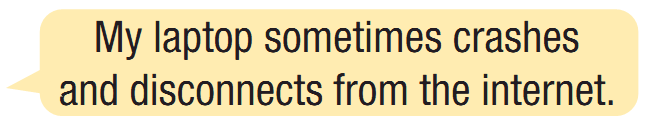 My laptop sometimes crashes
and disconnects from the internet.